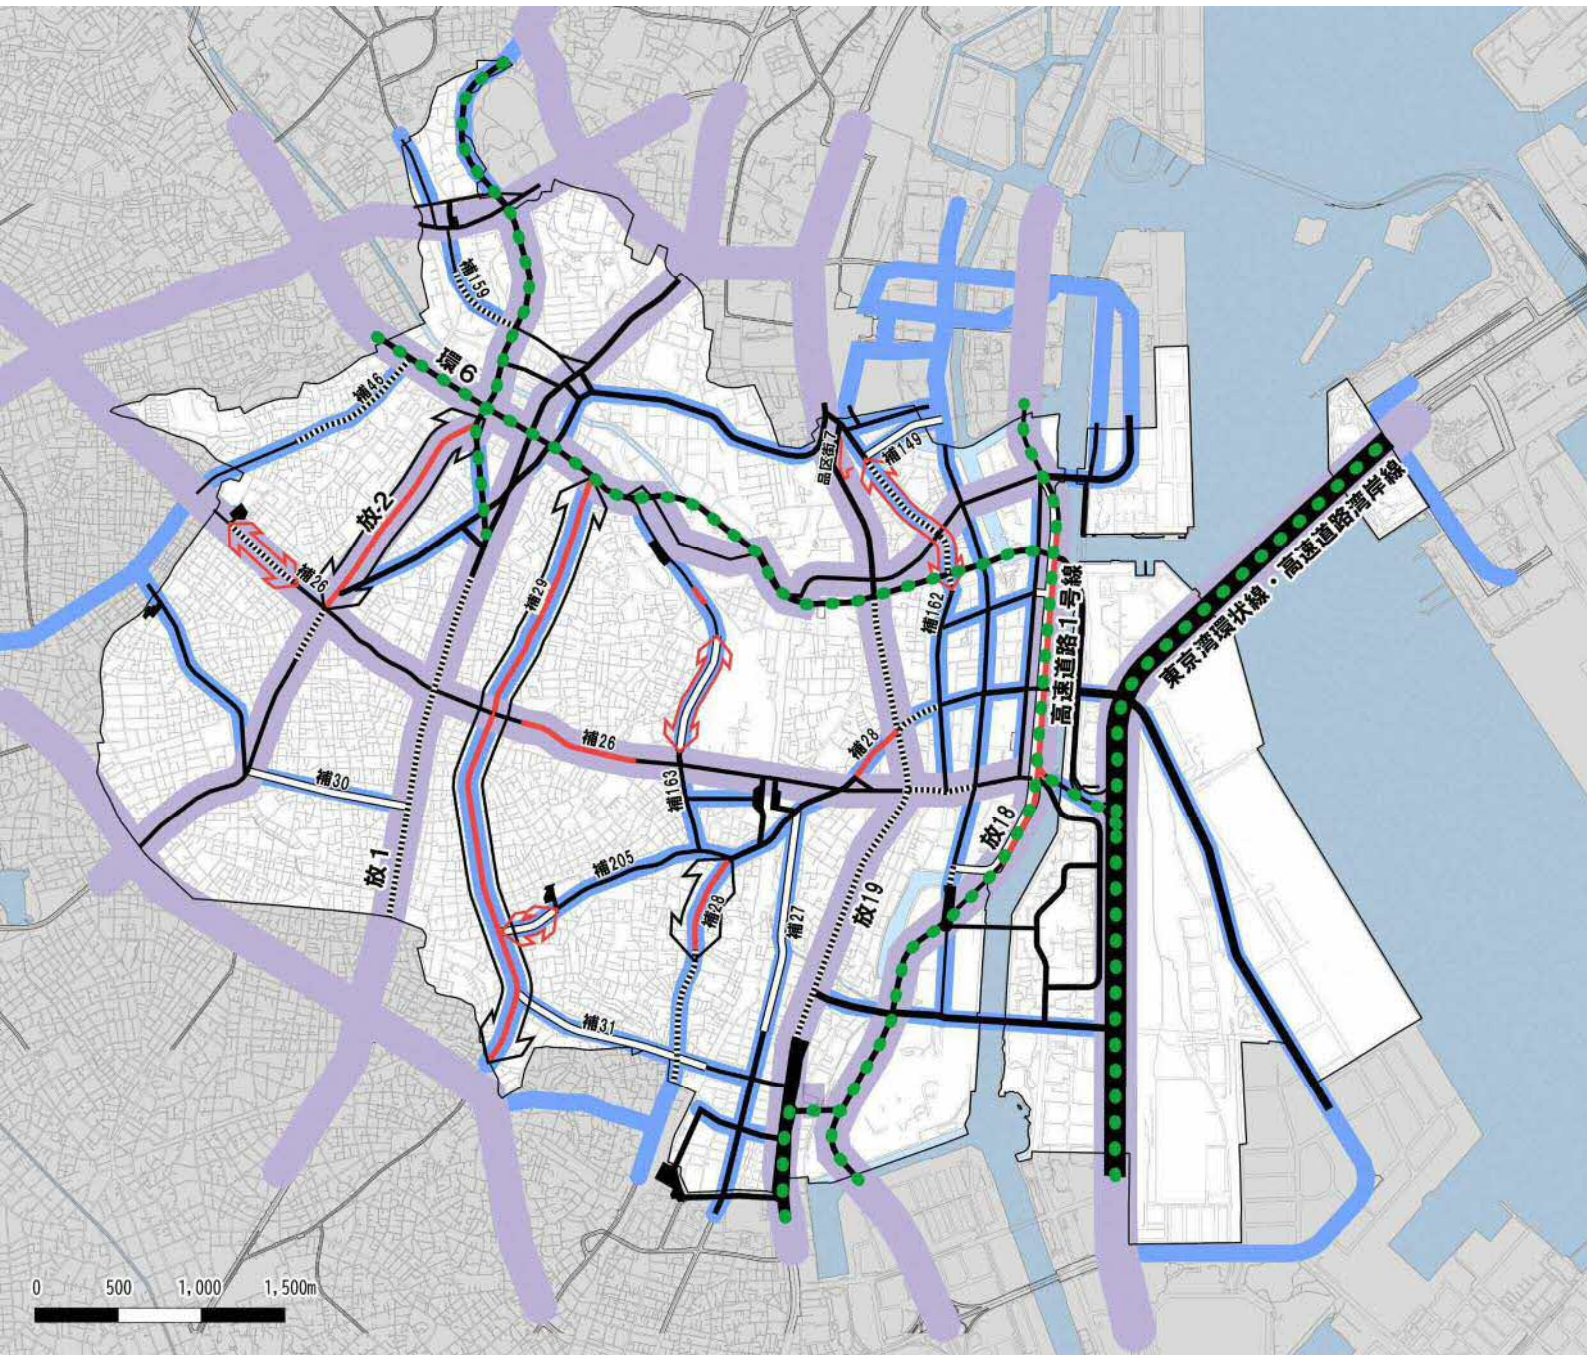 補159
環6
補46
品区街7
補149
放2
補26
補29
補162
高速道路1号線
東京湾環状線・高速道路湾岸線
補26
補28
補30
補163
放18
補205
放1
補28
補27
放19
補31
0 500 1,000 1,500m